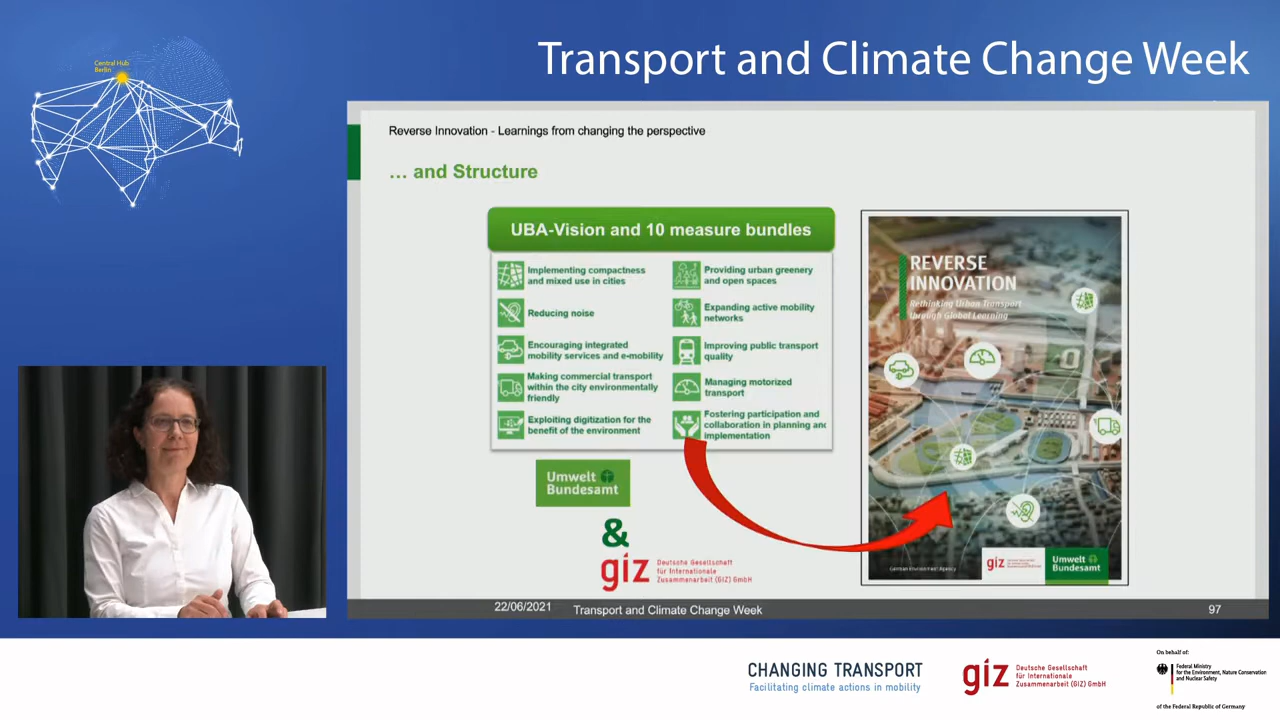 Transport and Climate Change Week
Central Hub
Berlin
Reverse Innovation - Learnings from changing the perspective
... and Structure
UBA-Vision and 10 measure bundles
Implementing compactness
and mixed use in cities
Reducing noise
Encouraging integrated
mobility services and e-mobility
Making commercial transport
within the city environmentally
friendly
Exploiting digitization for the
benefit of the environment
Providing urban greenery
and open spaces
Expanding active mobility
networks
Improving public transport
quality
Managing motorized
transport
Fostering participation and
collaboration in planning and
implementation
Umwelt
Bundesamt
&
giz
Deutsche Gesellschaft
für Internationale
Zusammenarbeit (GIZ) GmbH
REVERSE
INNOVATION
Rethinking Urban Transport
through Global Learning
German Environment Agency
giz
Umwelt
Bundesamt
22/06/2021
Transport and Climate Change Week
97
CHANGING TRANSPORT
Facilitating climate actions in mobility
giz
Deutsche Gesellschaft
für Internationale
Zusammenarbeit (GIZ) GmbH
On behalf of:
Federal Ministry
for the Environment, Nature Conservation
and Nuclear Safety
of the Federal Republic of Germany